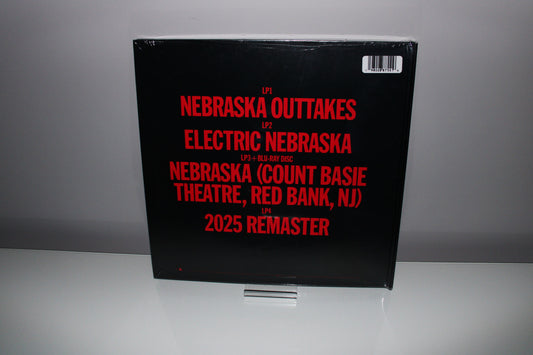 LP1
NEBRASKA OUTTAKES
LP2
ELECTRIC NEBRASKA
LP3 + BLU-RAY DISC
NEBRASKA (COUNT BASIE
THEATRE, RED BANK, NJ)
LP4
2025 REMASTER